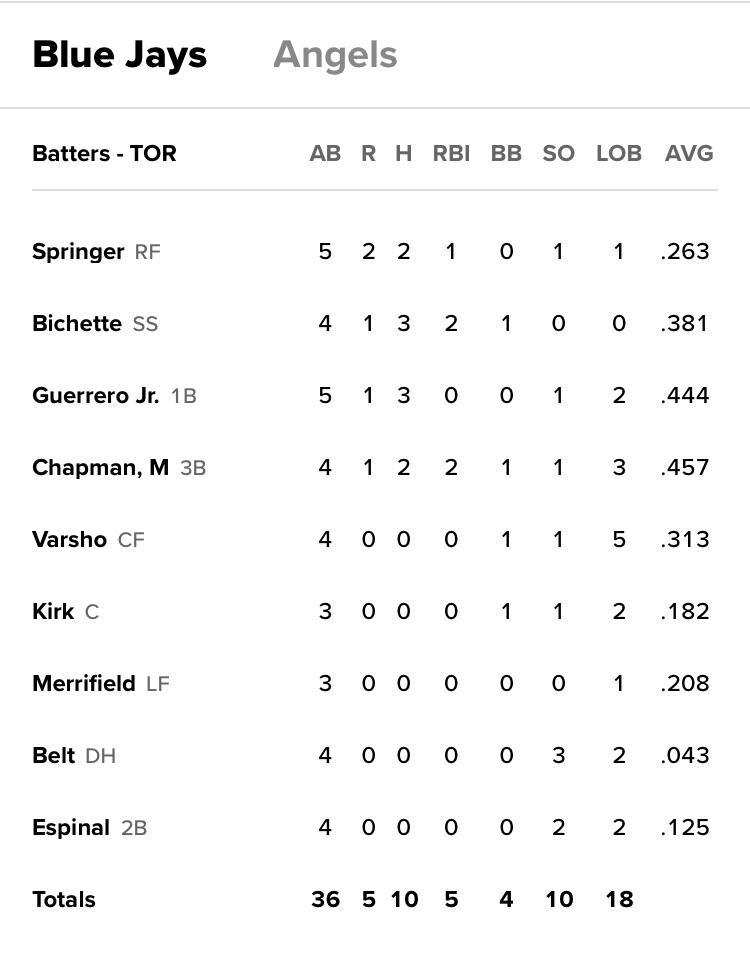 Blue Jays Angels
Batters - TOR AB R H RBI BB SO LOB AVG
Springer RF 5 2 2 1 0 1 1 .263
Bichette SS 4 1 3 2 1 0 0 .381
Guerrero Jr. 1B 5 1 3 0 0 1 2 .444
Chapman, M 3B 4 1 2 2 1 1 3 .457
Varsho CF 4 0 0 0 1 1 5 .313
Kirk C 3 0 0 0 1 1 2 .182
Merrifield LF 3 0 0 0 0 0 1 .208
Belt DH 4 0 0 0 0 3 2 .043
Espinal 2B 4 0 0 0 0 2 2 .125
Totals 36 5 10 5 4 10 18